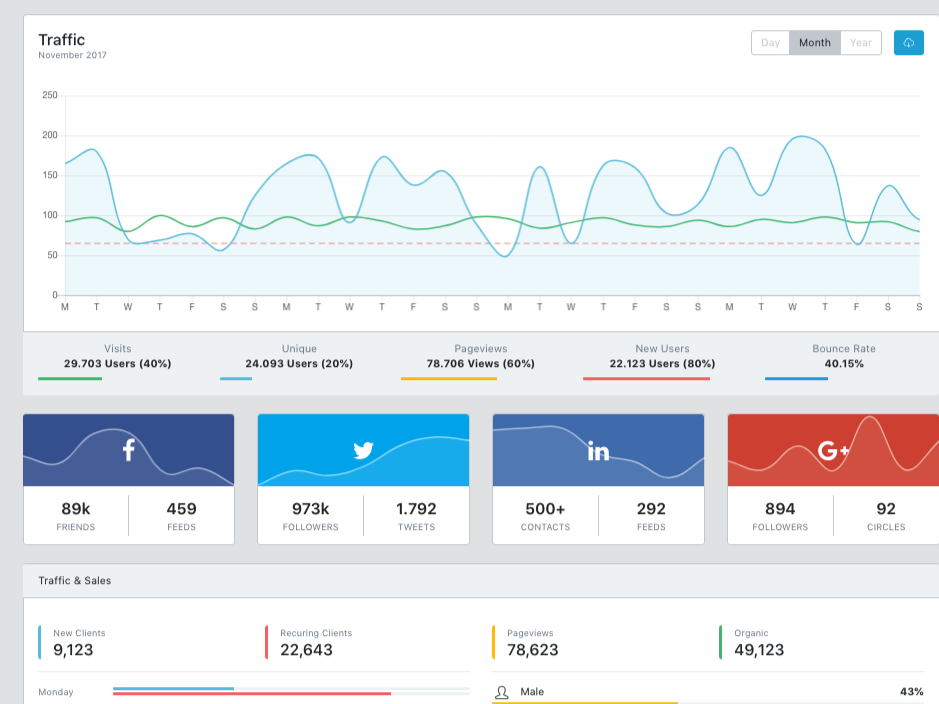 Traffic
November 2017
Day Month Year
250
200
150
100
50
0
M T W T F S S M T W T F S S M T W T F S S M T W T F S S
Visits Unique Pageviews New Users Bounce Rate
29.703 Users (40%) 24.093 Users (20%) 78.706 Views (60%) 22.123 Users (80%) 40.15%
f in G+
89k 459 973k 1.792 500+ 292 894 92
FRIENDS FEEDS FOLLOWERS TWEETS CONTACTS FEEDS FOLLOWERS CIRCLES
Traffic & Sales
New Clients Recuring Clients Pageviews Organic
9,123 22,643 78,623 49,123
Monday Male 43%